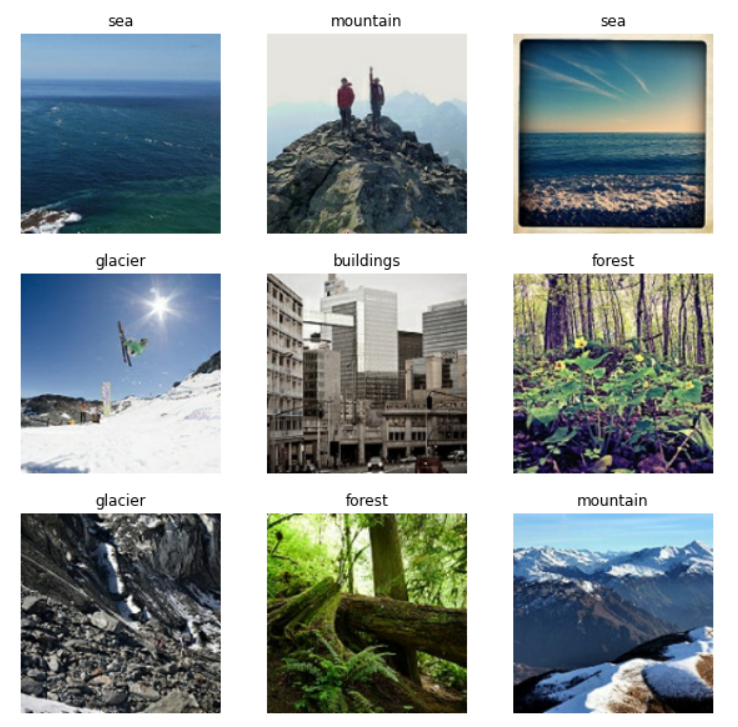 sea
mountain
sea
glacier
buildings
forest
glacier
forest
mountain